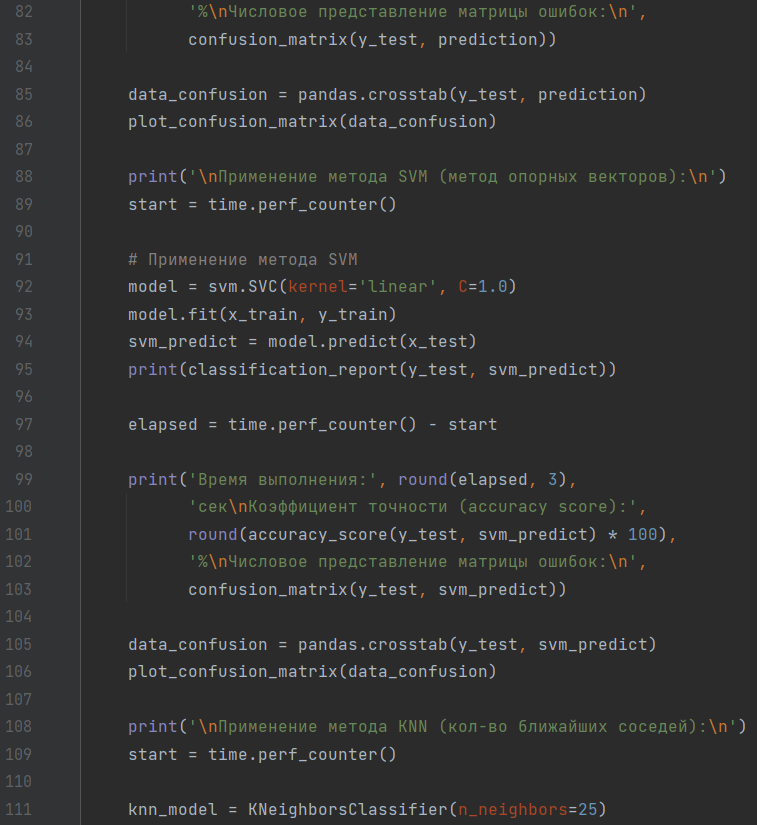 82 '%\nЧисловое представление матрицы ошибок:\n',
83 confusion_matrix(y_test, prediction))
84
85 data_confusion = pandas.crosstab(y_test, prediction)
86 plot_confusion_matrix(data_confusion)
87
88 print('\nПрименение метода SVM (метод опорных векторов):\n')
89 start = time.perf_counter()
90
91 # Применение метода SVM
92 model = svm.SVC(kernel='linear', C=1.0)
93 model.fit(x_train, y_train)
94 svm_predict = model.predict(x_test)
95 print(classification_report(y_test, svm_predict))
96
97 elapsed = time.perf_counter() - start
98
99 print('Время выполнения:', round(elapsed, 3),
100 'сек\nКоэффициент точности (accuracy score):',
101 round(accuracy_score(y_test, svm_predict) * 100),
102 '%\nЧисловое представление матрицы ошибок:\n',
103 confusion_matrix(y_test, svm_predict))
104
105 data_confusion = pandas.crosstab(y_test, svm_predict)
106 plot_confusion_matrix(data_confusion)
107
108 print('\nПрименение метода KNN (кол-во ближайших соседей):\n')
109 start = time.perf_counter()
110
111 knn_model = KNeighborsClassifier(n_neighbors=25)